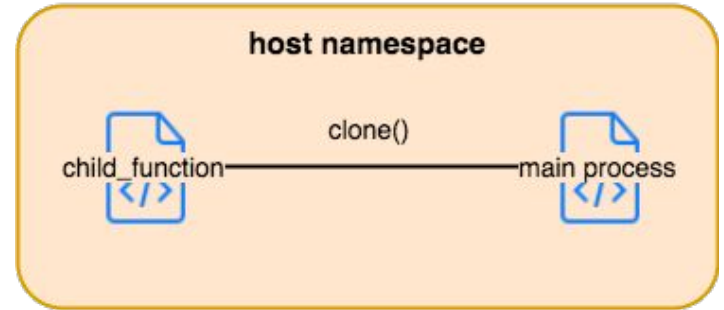 host namespace
clone()
child_function
main process
</>
</>